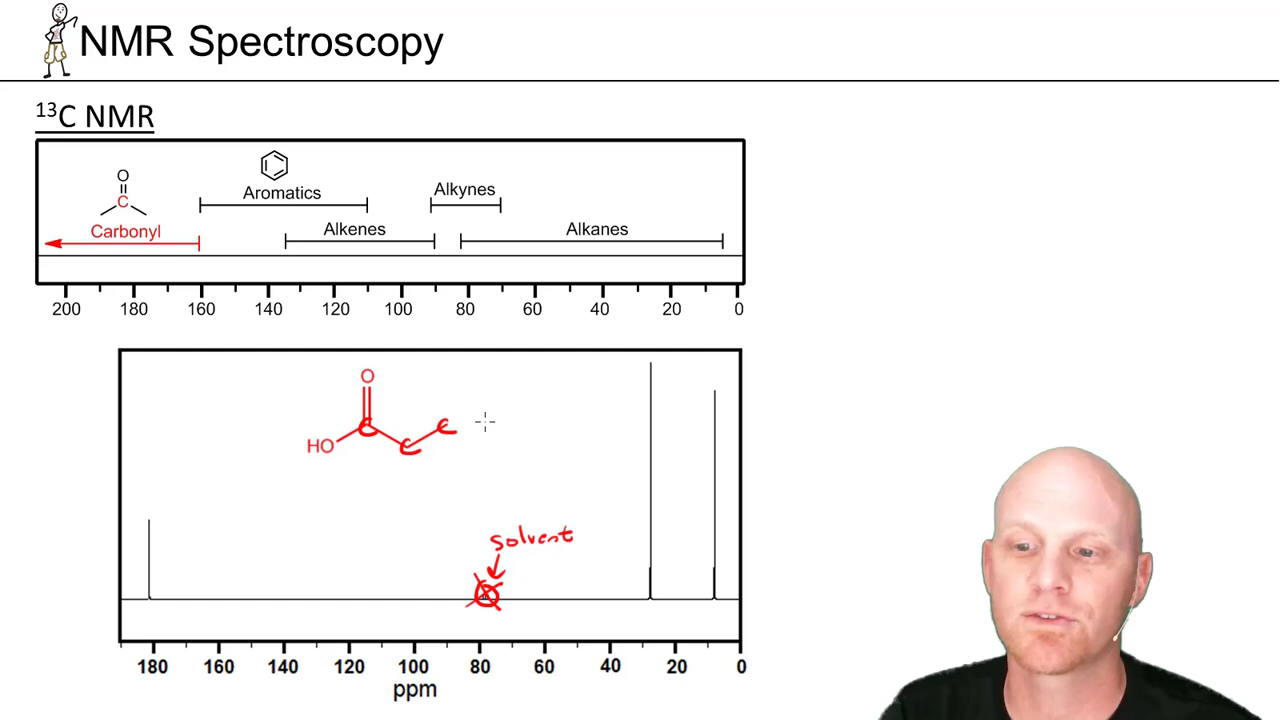 NMR Spectroscopy
¹³C NMR
O
Aromatics
Alkynes
Carbonyl
Alkenes
Alkanes
200 180 160 140 120 100 80 60 40 20 0
O
C C C
HO
solvent
180 160 140 120 100 80 60 40 20 0
ppm